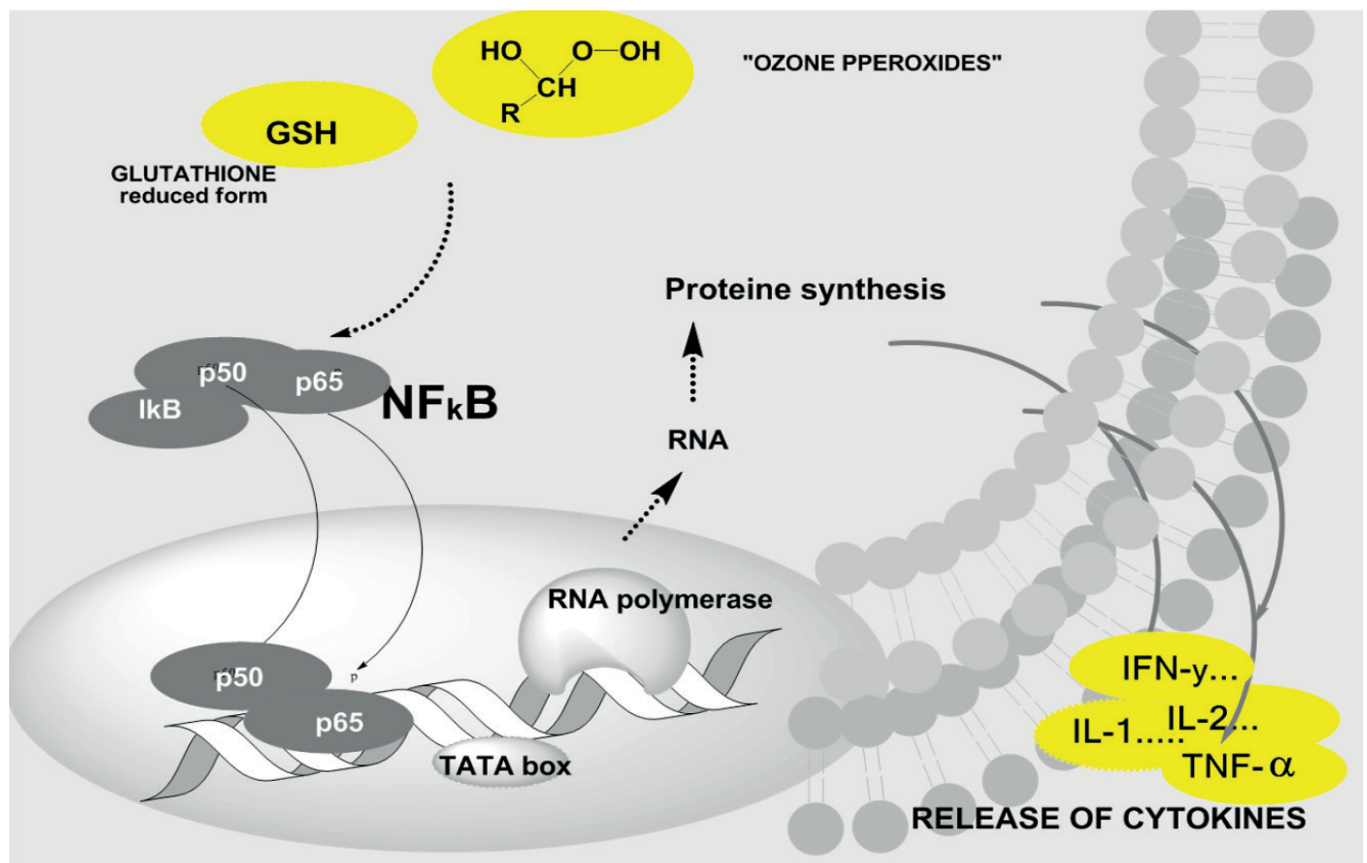 HO
O—OH
CH
R
"OZONE PPEROXIDES"
GSH
GLUTATHIONE
reduced form
Proteine synthesis
p50
p65
IkB
NFkB
RNA
RNA polymerase
p50
p
p65
TATA box
IFN-y...
IL-2...
IL-1.....
TNF-α
RELEASE OF CYTOKINES